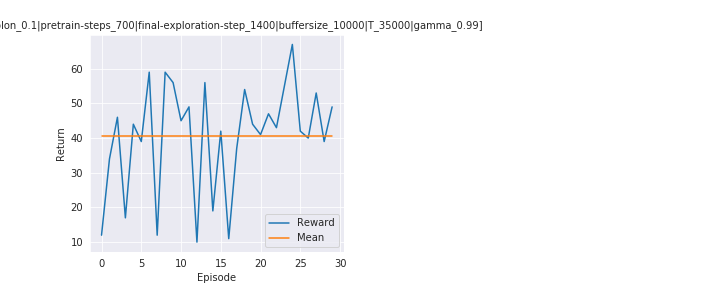 olon_0.1|pretrain-steps_700|final-exploration-step_1400|buffersize_10000|T_35000|gamma_0.99]
60
50
40
30
20
10
Return
0 5 10 15 20 25 30
Episode
Reward
Mean